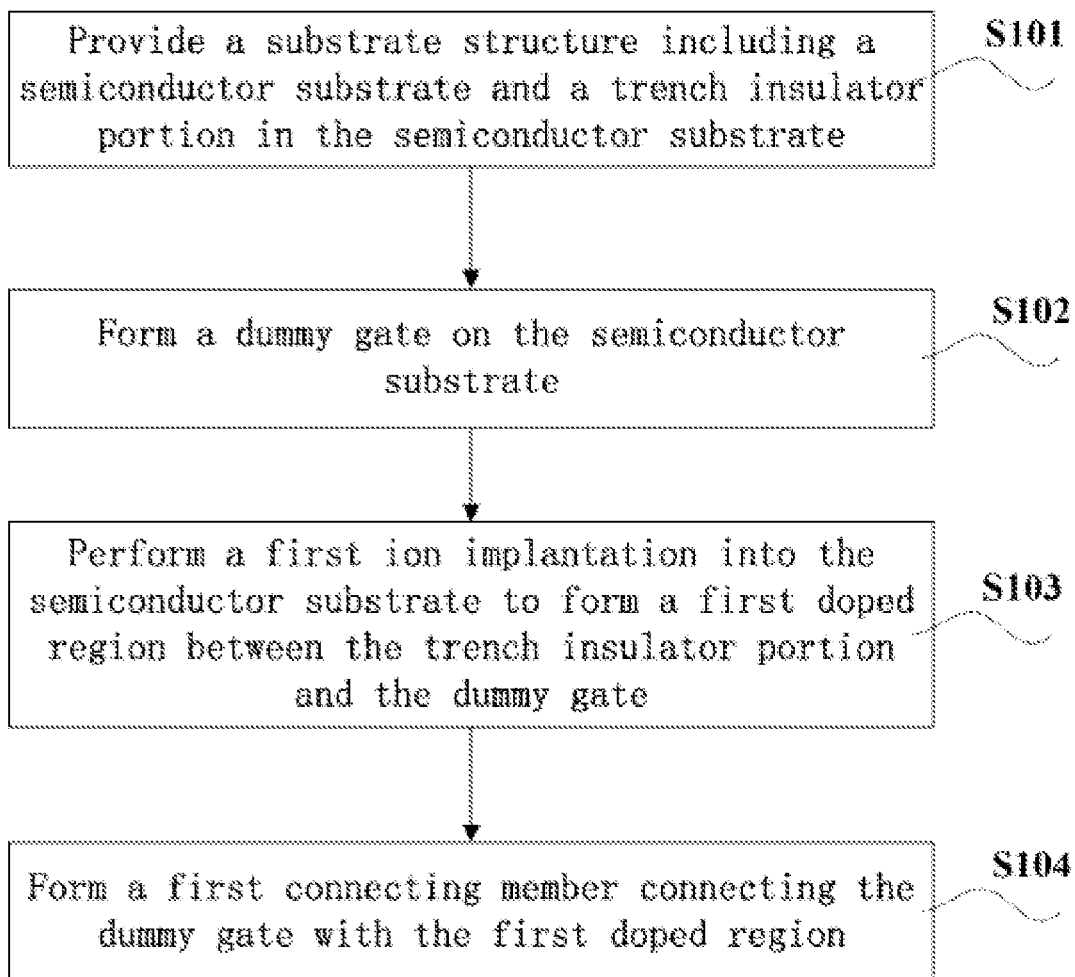 Provide a substrate structure including a
semiconductor substrate and a trench insulator
portion in the semiconductor substrate
S101
Form a dummy gate on the semiconductor
substrate
S102
Perform a first ion implantation into the
semiconductor substrate to form a first doped
region between the trench insulator portion
and the dummy gate
S103
Form a first connecting member connecting the
dummy gate with the first doped region
S104